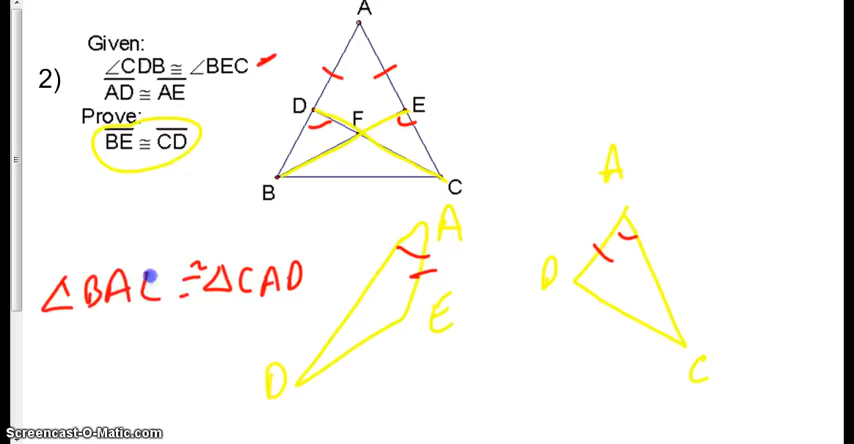 Given:
2)
∠CDB ≅ ∠BEC
AD ≅ AE
Prove:
BE ≅ CD
A
D
F
E
B
C
A
E
D
A
D
C
∠BAC ≅ △CAD
Screencast-O-Matic.com